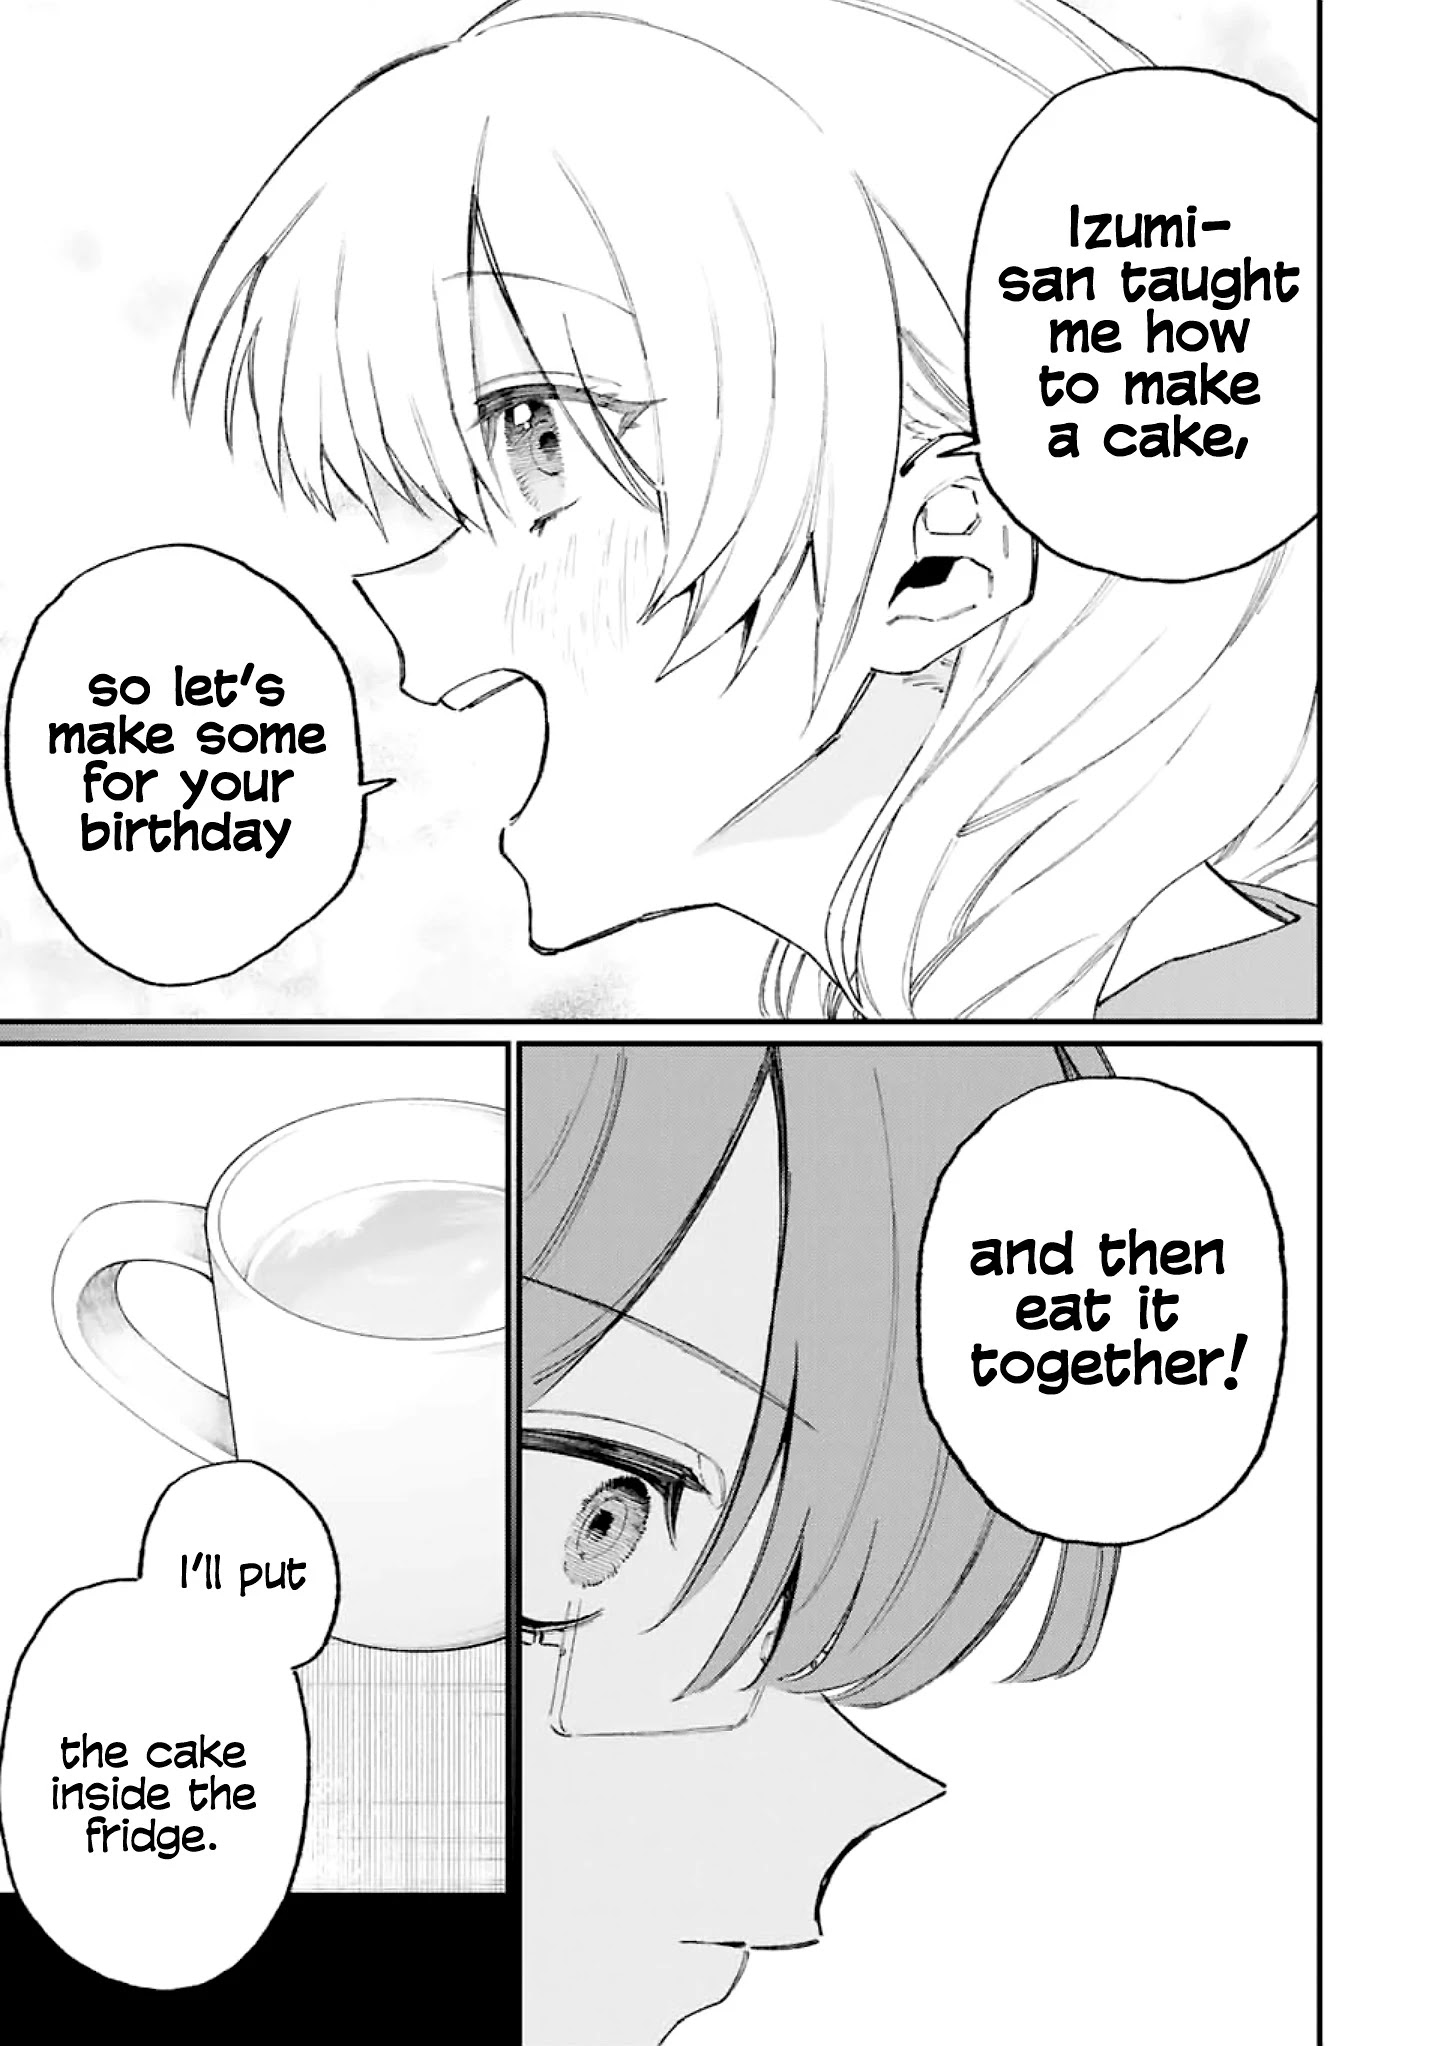 Izumi-
san taught
me how
to make
a cake,
so let's
make some
for your
birthday
and then
eat it
together!
I'll put
the cake
inside the
fridge.